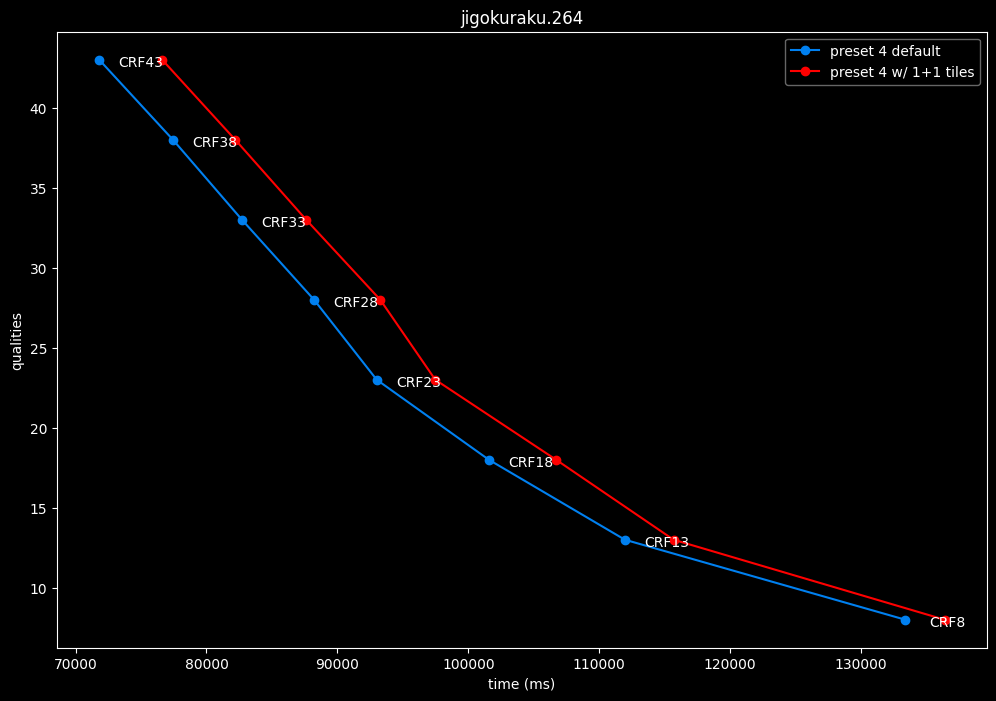 jigokuraku.264
preset 4 default
preset 4 w/ 1+1 tiles
CRF43
CRF38
CRF33
CRF28
CRF23
CRF18
CRF13
CRF8
40
35
30
25
20
15
10
qualities
70000
80000
90000
100000
110000
120000
130000
time (ms)